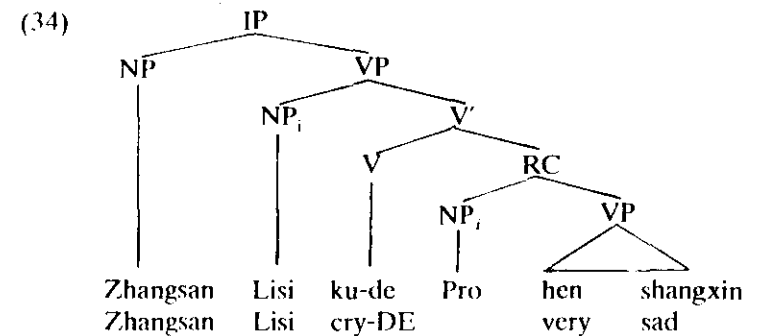 (34) IP
NP VP
NPi V′
V RC
NPi VP
Zhangsan Lisi ku-de Pro hen shangxin
Zhangsan Lisi cry-DE very sad